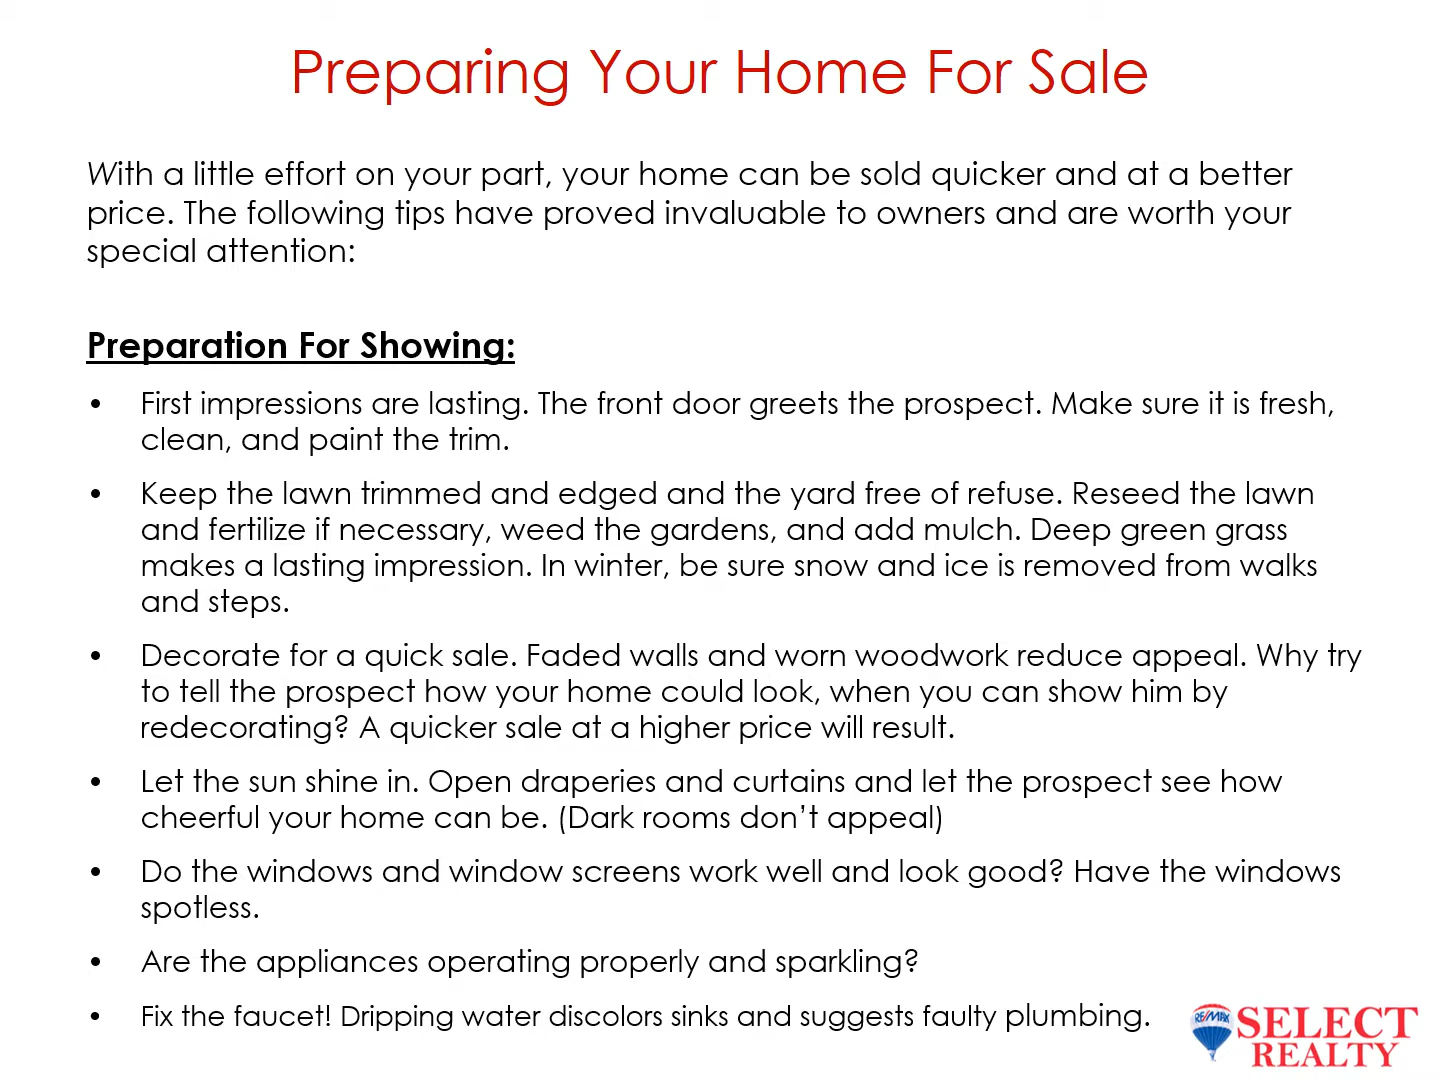 Preparing Your Home For Sale
With a little effort on your part, your home can be sold quicker and at a better
price. The following tips have proved invaluable to owners and are worth your
special attention:
Preparation For Showing:
• First impressions are lasting. The front door greets the prospect. Make sure it is fresh,
clean, and paint the trim.
• Keep the lawn trimmed and edged and the yard free of refuse. Reseed the lawn
and fertilize if necessary, weed the gardens, and add mulch. Deep green grass
makes a lasting impression. In winter, be sure snow and ice is removed from walks
and steps.
• Decorate for a quick sale. Faded walls and worn woodwork reduce appeal. Why try
to tell the prospect how your home could look, when you can show him by
redecorating? A quicker sale at a higher price will result.
• Let the sun shine in. Open draperies and curtains and let the prospect see how
cheerful your home can be. (Dark rooms don’t appeal)
• Do the windows and window screens work well and look good? Have the windows
spotless.
• Are the appliances operating properly and sparkling?
• Fix the faucet! Dripping water discolors sinks and suggests faulty plumbing.
RE/MAX
SELECT
REALTY